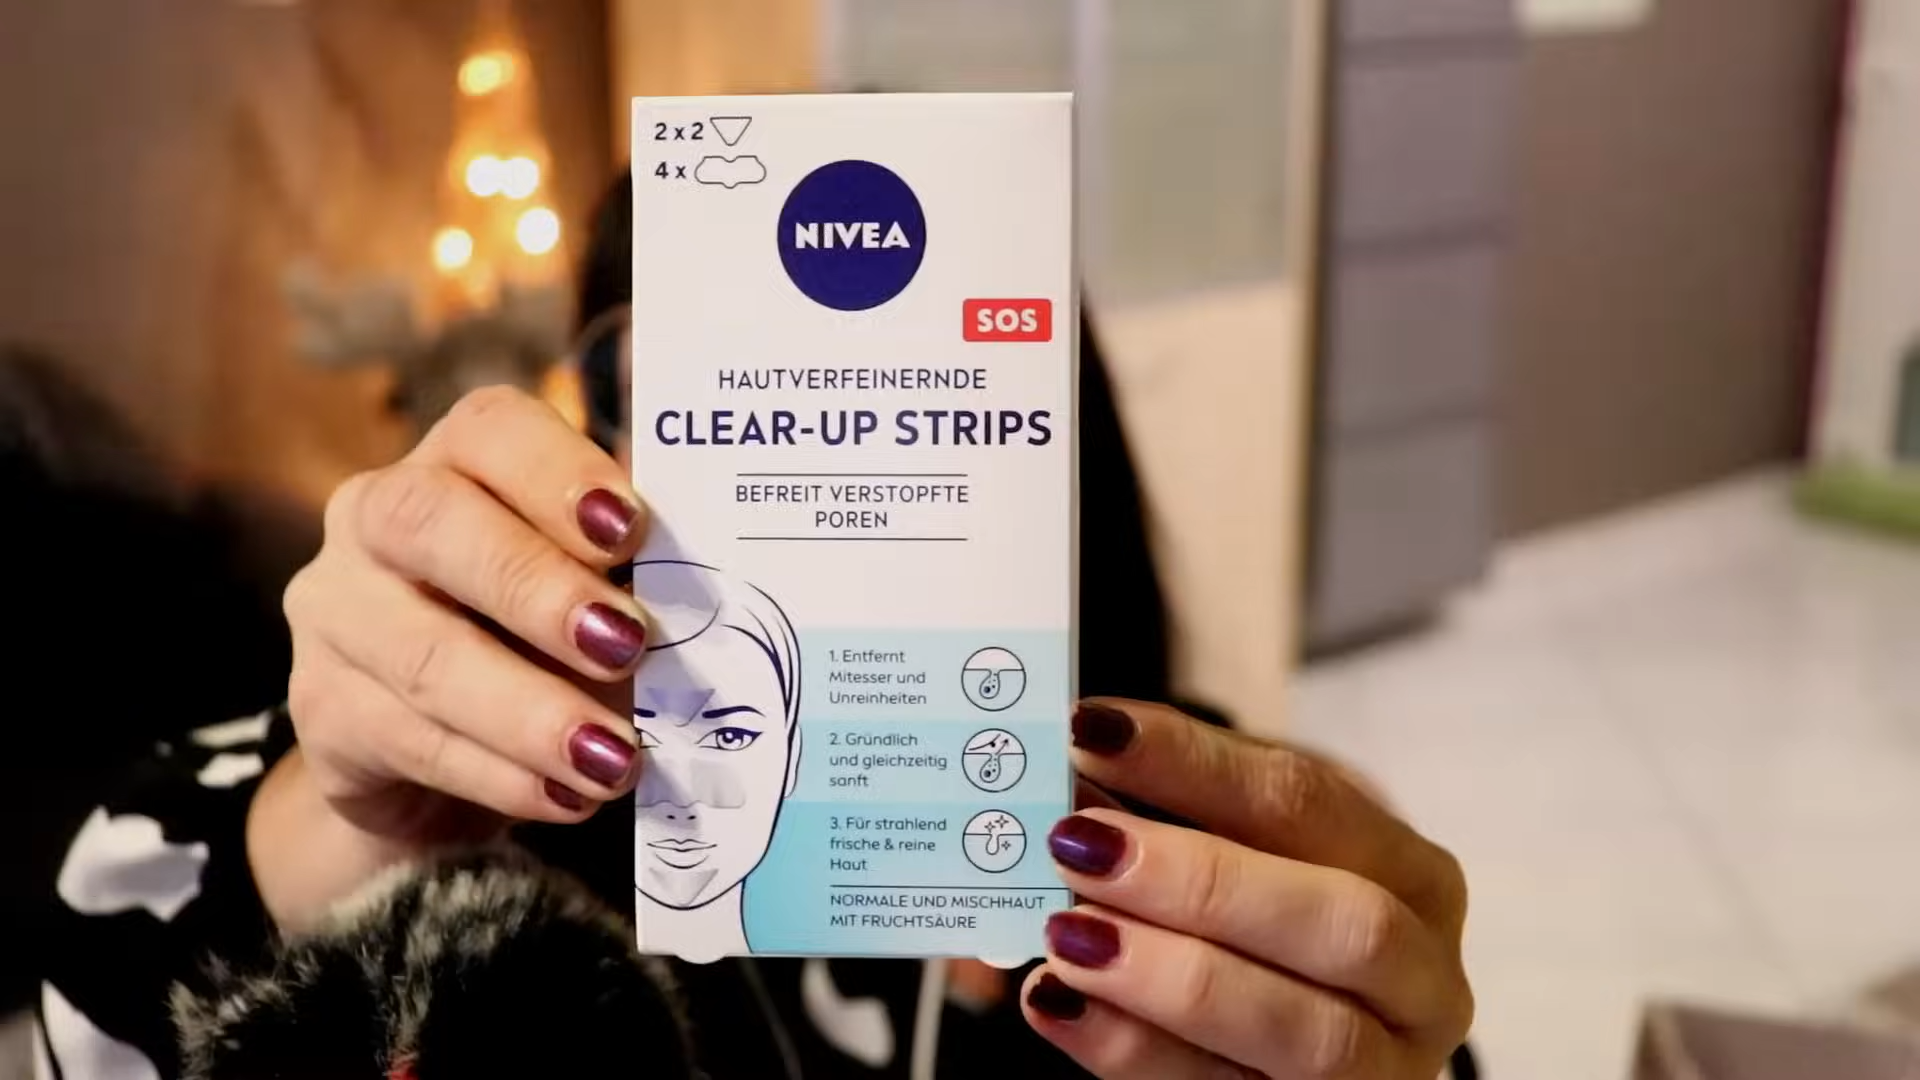 2 x 2
4 x
NIVEA
SOS
HAUTVERFEINERNDE
CLEAR-UP STRIPS
BEFREIT VERSTOPFTE
POREN
1. Entfernt
Mitesser und
Unreinheiten
2. Gründlich
und gleichzeitig
sanft
3. Für strahlend
frische & reine
Haut
NORMALE UND MISCHHAUT
MIT FRUCHTSÄURE